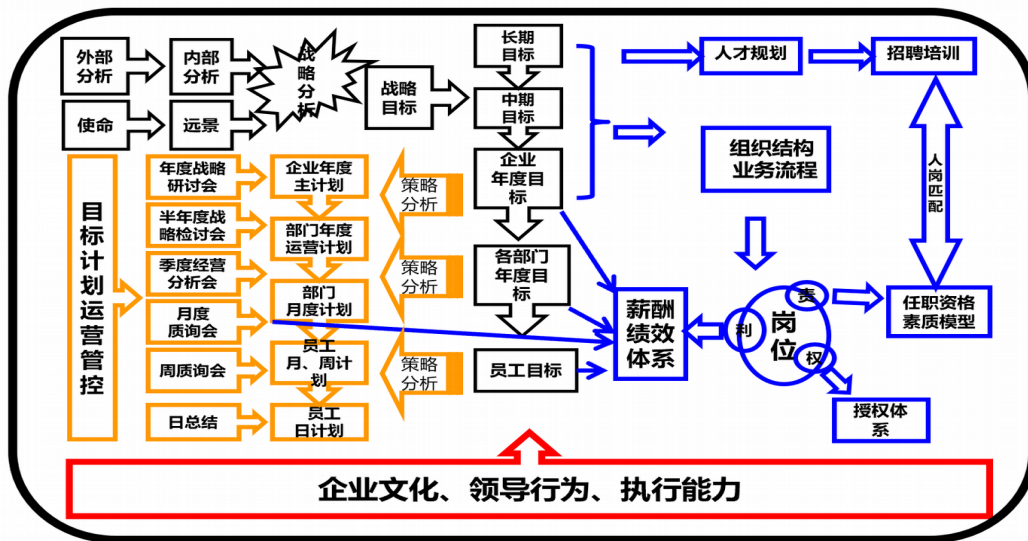 外部
分析
内部
分析
战略
分析
使命
远景
战略
目标
长期
目标
中期
目标
企业
年度目
标
各部门
年度目
标
员工目标
人才规划
招聘培训
组织结构
业务流程
人岗匹配
目标计划运营管控
年度战略
研讨会
半年度战
略检讨会
季度经营
分析会
月度
质询会
周质询会
日总结
企业年度
主计划
部门年度
运营计划
部门
月度计划
员工
月、周计
划
员工
日计划
策略
分析
策略
分析
策略
分析
薪酬
绩效
体系
利
岗
位
责
权
任职资格
素质模型
授权体
系
企业文化、领导行为、执行能力